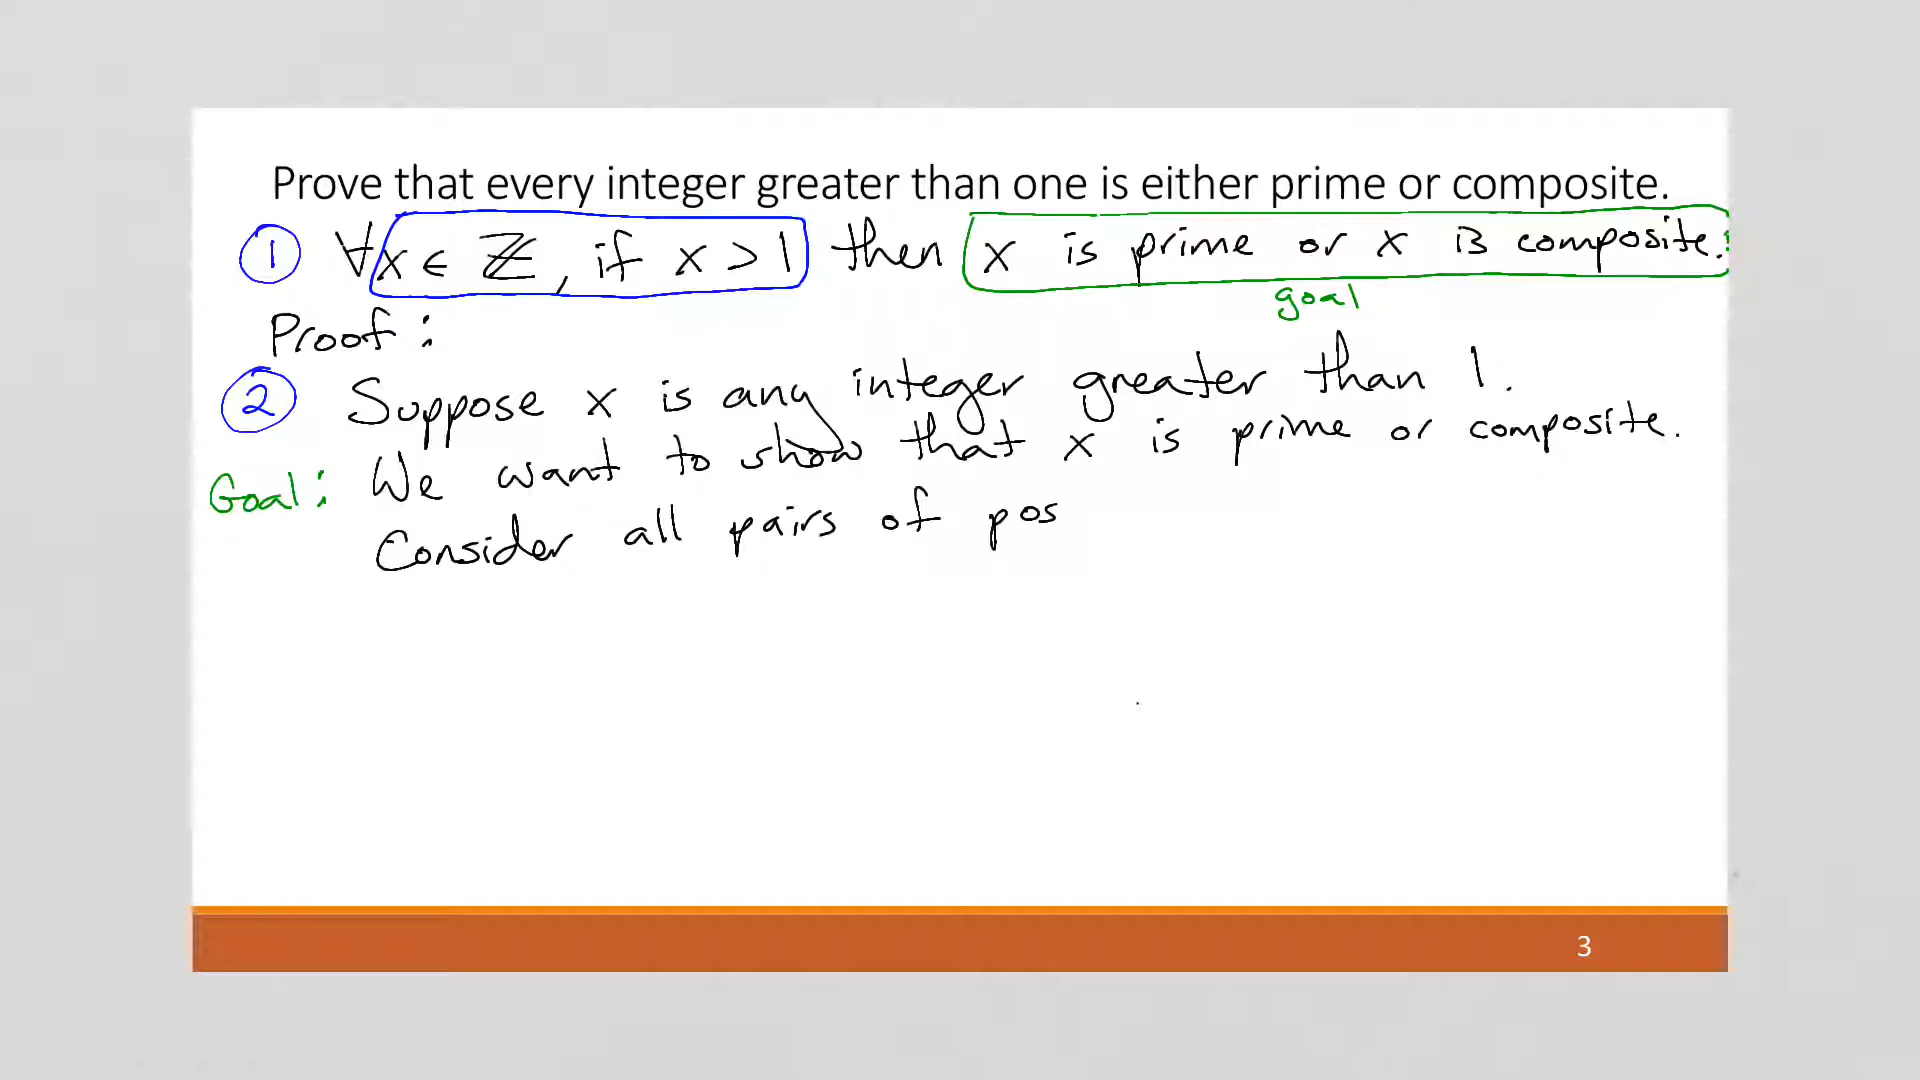 Prove that every integer greater than one is either prime or composite.
① ∀x ∈ ℤ, if x > 1 then x is prime or x is composite.
goal
Proof:
② Suppose x is any integer greater than 1.
Goal: We want to show that x is prime or composite.
Consider all pairs of pos
3